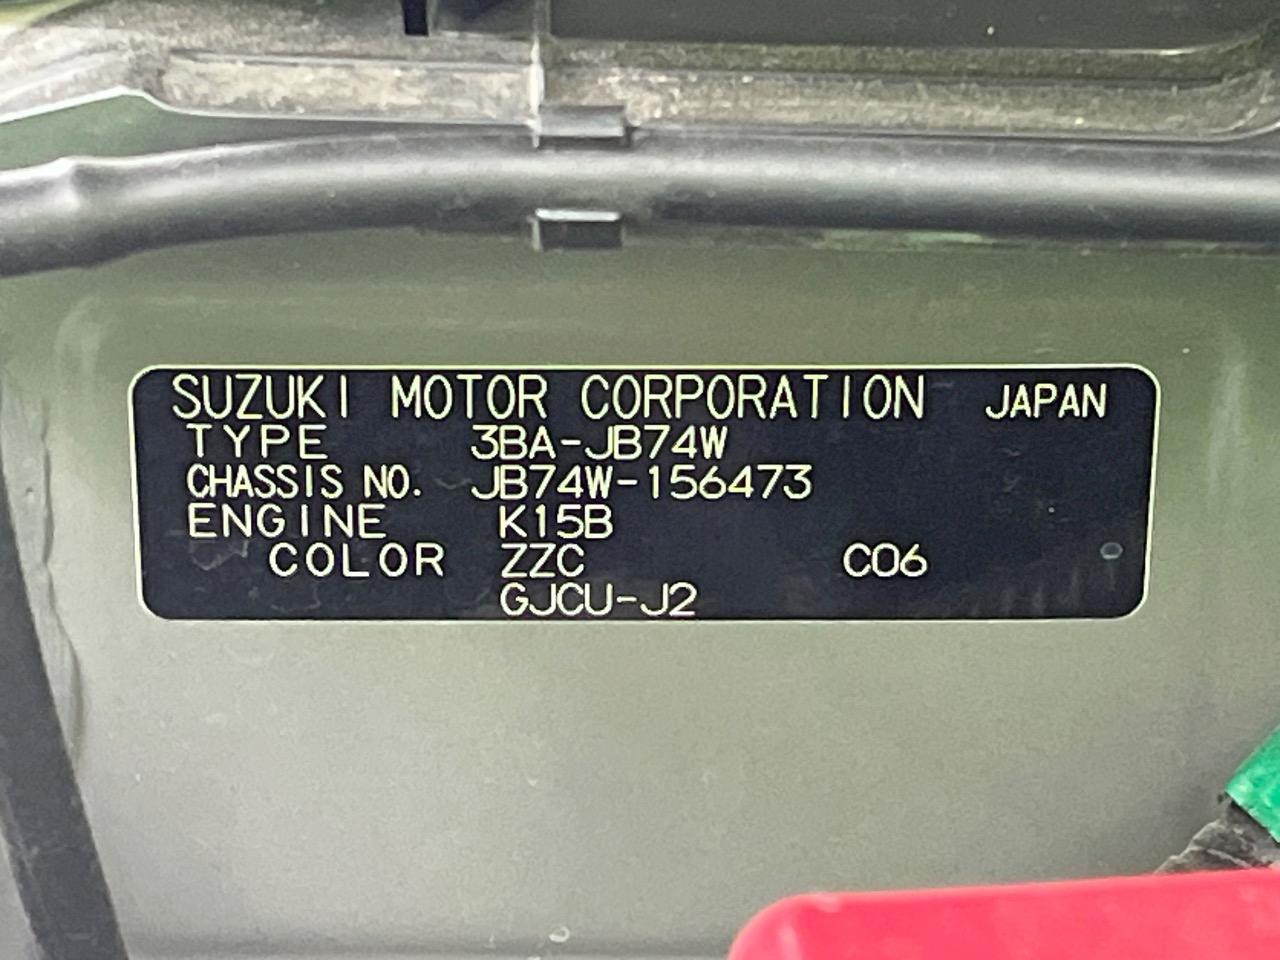 SUZUKI MOTOR CORPORATION JAPAN
TYPE 3BA-JB74W
CHASSIS NO. JB74W-156473
ENGINE K15B
COLOR ZZC C06
GJCU-J2